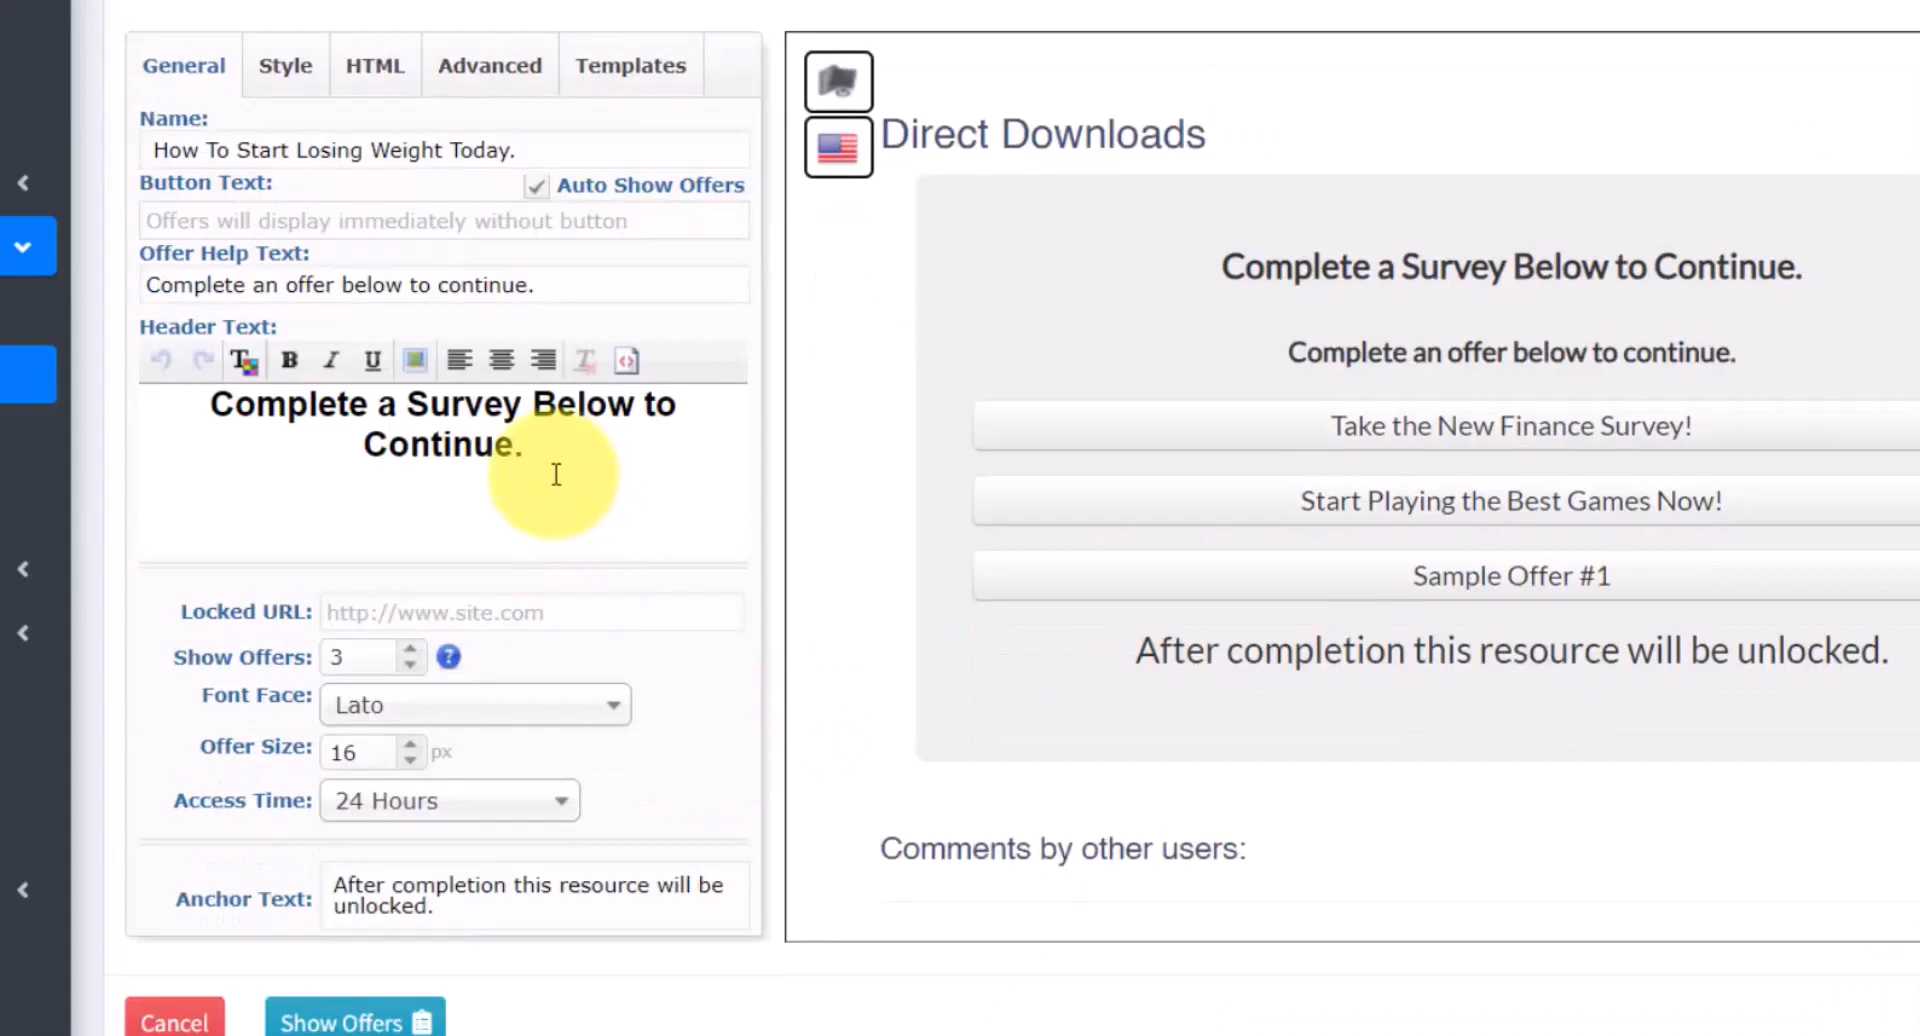 General Style HTML Advanced Templates
Name:
How To Start Losing Weight Today.
Button Text: Auto Show Offers
Offers will display immediately without button
Offer Help Text:
Complete an offer below to continue.
Header Text:
B I U
Complete a Survey Below to
Continue.
Locked URL: http://www.site.com
Show Offers: 3 ?
Font Face: Lato
Offer Size: 16 px
Access Time: 24 Hours
Anchor Text: After completion this resource will be
unlocked.
Cancel Show Offers
Direct Downloads
Complete a Survey Below to Continue.
Complete an offer below to continue.
Take the New Finance Survey!
Start Playing the Best Games Now!
Sample Offer #1
After completion this resource will be unlocked.
Comments by other users: